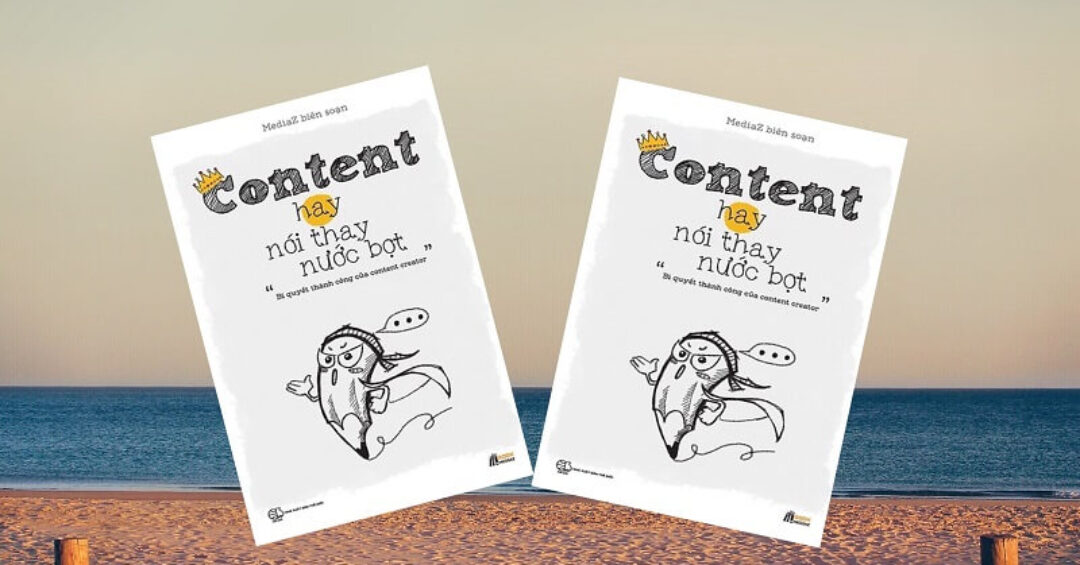 MediaZ biên soạn
Content
hay
nói thay
nước bọt
“Bí quyết thành công của content creator”
MediaZ biên soạn
Content
hay
nói thay
nước bọt
“Bí quyết thành công của content creator”